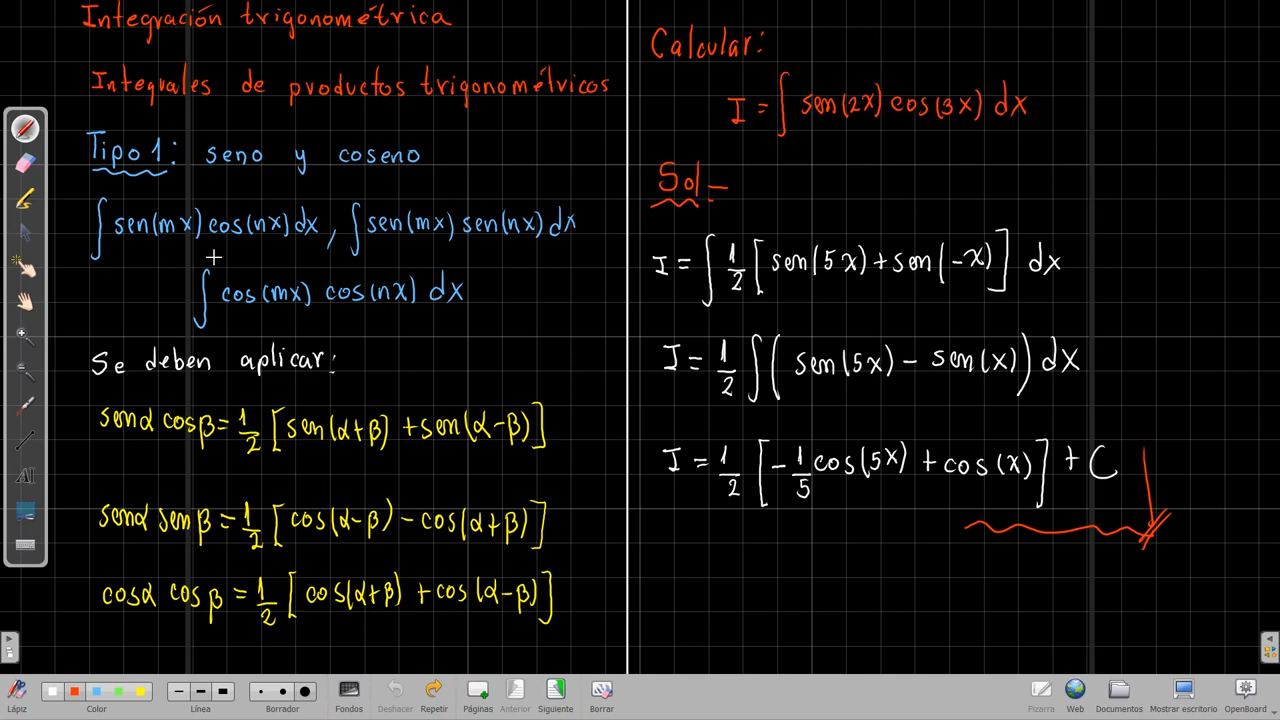 Integración trigonométrica
Integrales de productos trigonométrivos
Tipo 1: seno y coseno
∫ sen(mx) cos(nx) dx , ∫ sen(mx) sen(nx) dx
∫ cos(mx) cos(nx) dx
Se deben aplicar:
senα cosβ = 1/2 [sen(α+β) + sen(α-β)]
senα senβ = 1/2 [cos(α-β) - cos(α+β)]
cosα cosβ = 1/2 [cos(α+β) + cos(α-β)]
Calcular:
I = ∫ sen(2x) cos(3x) dx
Sol-
I = ∫ 1/2 [sen(5x) + sen(-x)] dx
I = 1/2 ∫ (sen(5x) - sen(x)) dx
I = 1/2 [-1/5 cos(5x) + cos(x)] + C
Lápiz Color Línea Borrador Fondos Deshacer Repetir Páginas Anterior Siguiente Borrar Pizarra Web Documentos Mostrar escritorio OpenBoard